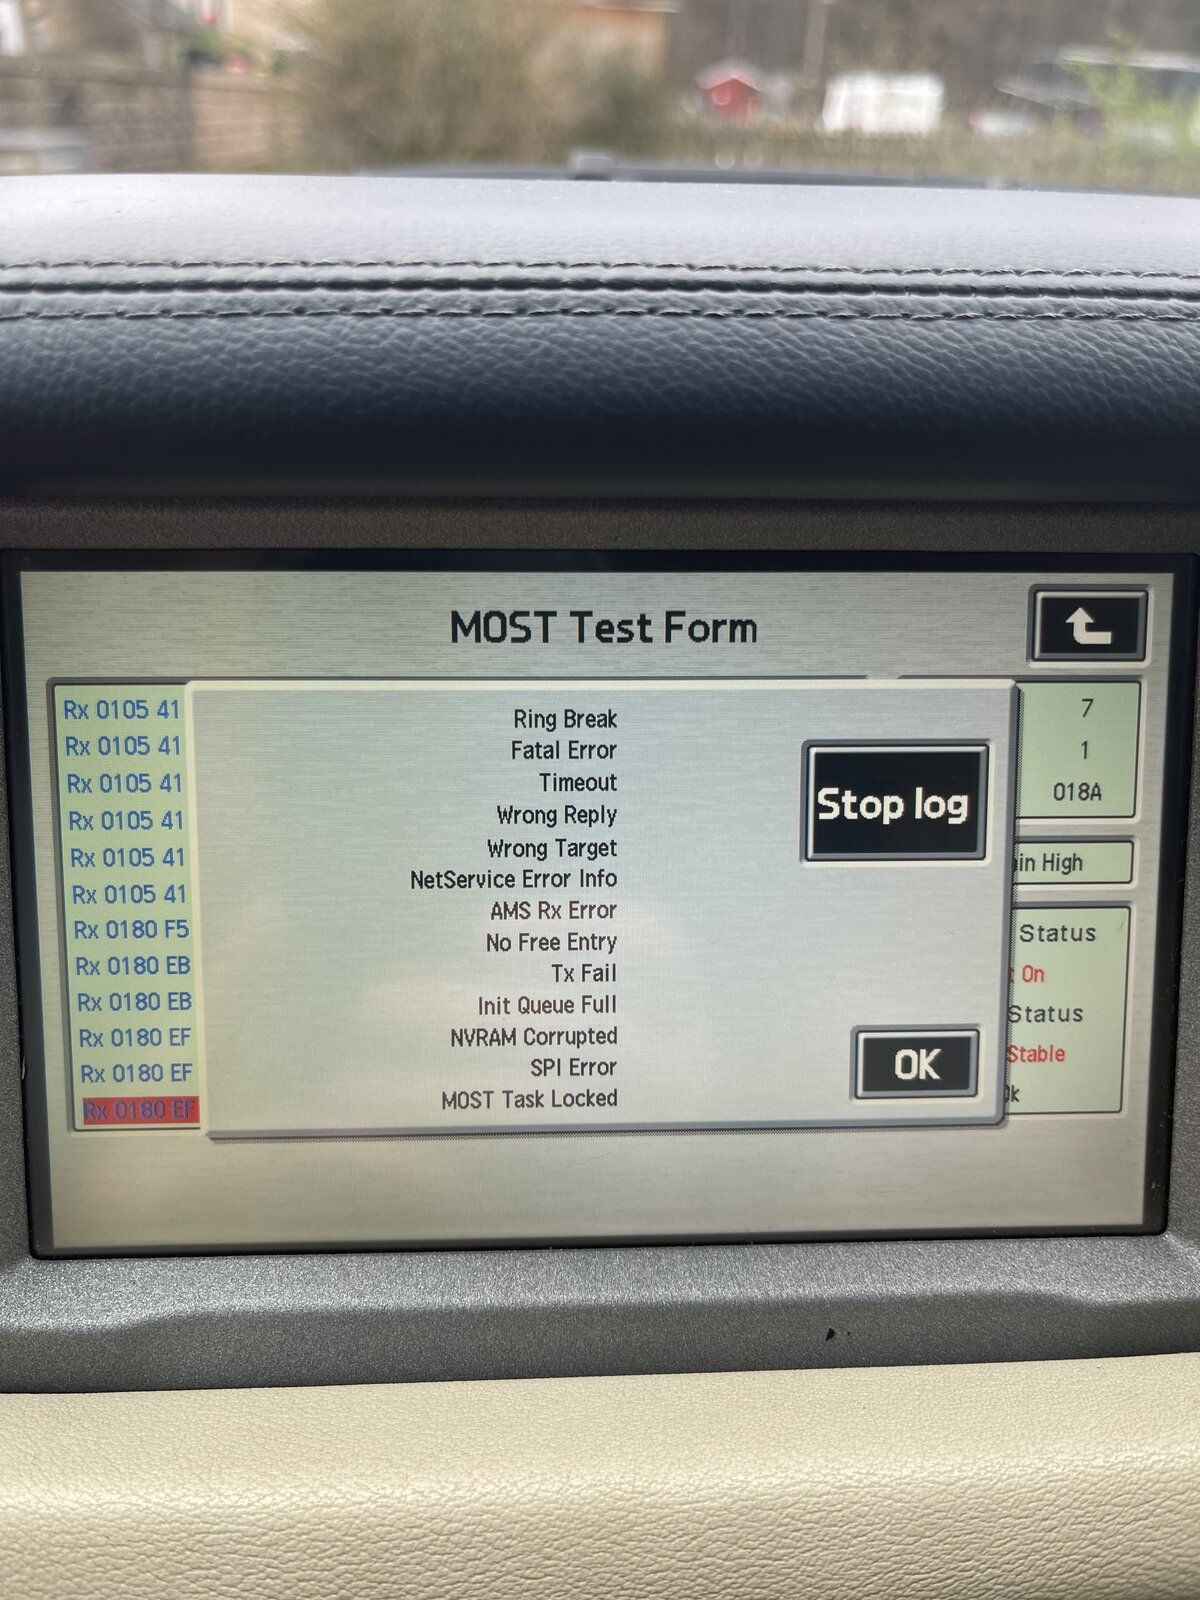 MOST Test Form
Rx 0105 41
Rx 0105 41
Rx 0105 41
Rx 0105 41
Rx 0105 41
Rx 0105 41
Rx 0180 F5
Rx 0180 EB
Rx 0180 EB
Rx 0180 EF
Rx 0180 EF
Rx 0180 EF
Ring Break
Fatal Error
Timeout
Wrong Reply
Wrong Target
NetService Error Info
AMS Rx Error
No Free Entry
Tx Fail
Init Queue Full
NVRAM Corrupted
SPI Error
MOST Task Locked
Stop log
OK
7
1
018A
in High
Status
On
Status
Stable
k